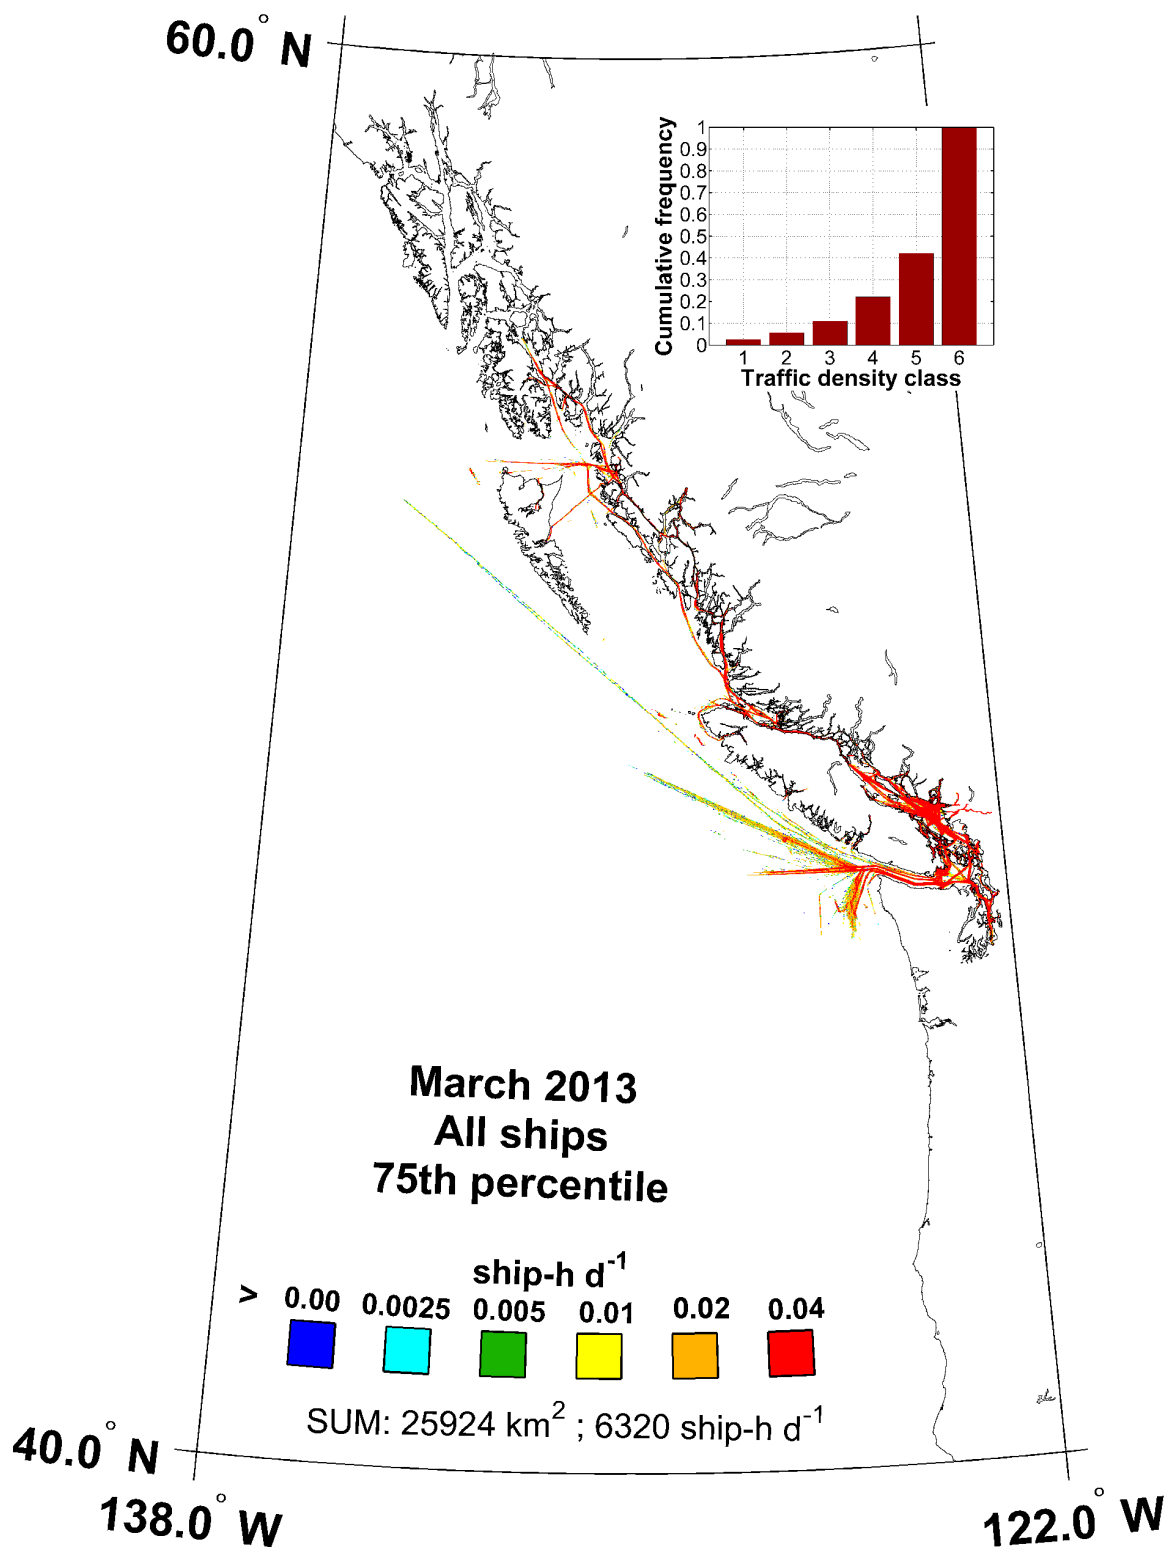 60.0° N
Cumulative frequency
1
0.9
0.8
0.7
0.6
0.5
0.4
0.3
0.2
0.1
0
1 2 3 4 5 6
Traffic density class
March 2013
All ships
75th percentile
ship-h d⁻¹
> 0.00 0.0025 0.005 0.01 0.02 0.04
SUM: 25924 km² ; 6320 ship-h d⁻¹
40.0° N
138.0° W
122.0° W